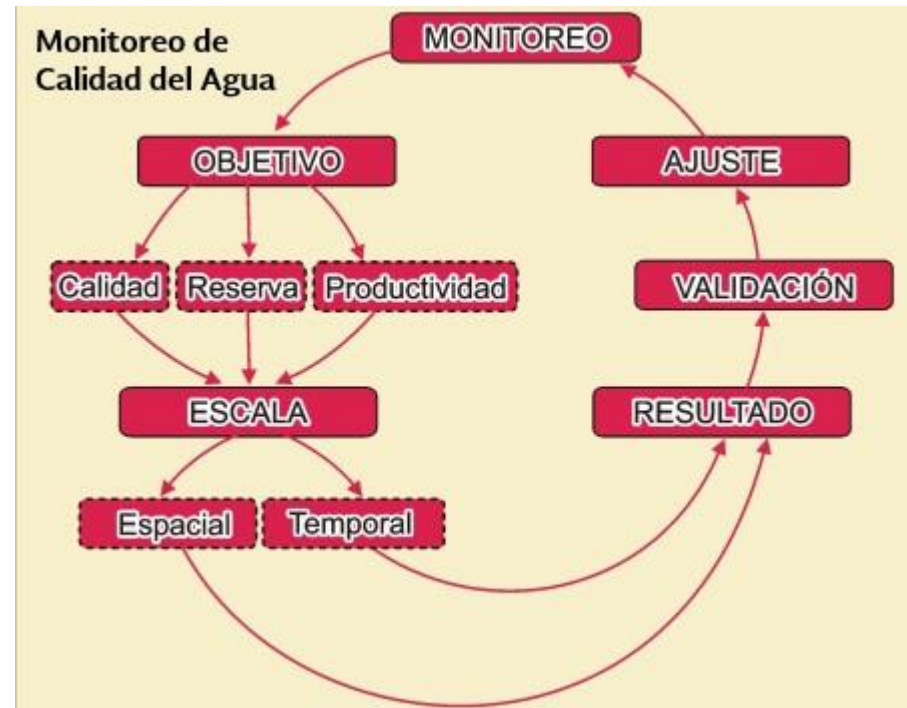 Monitoreo de
Calidad del Agua
MONITOREO
OBJETIVO
AJUSTE
Calidad
Reserva
Productividad
VALIDACIÓN
ESCALA
RESULTADO
Espacial
Temporal